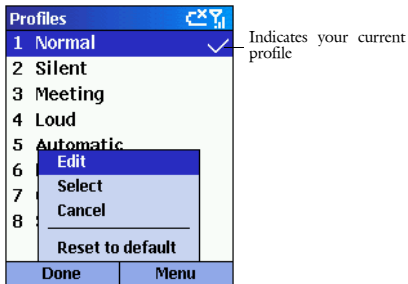 Profiles
1 Normal
Indicates your current
profile
2 Silent
3 Meeting
4 Loud
5 Automatic
6
7
8
Edit
Select
Cancel
Reset to default
Done Menu